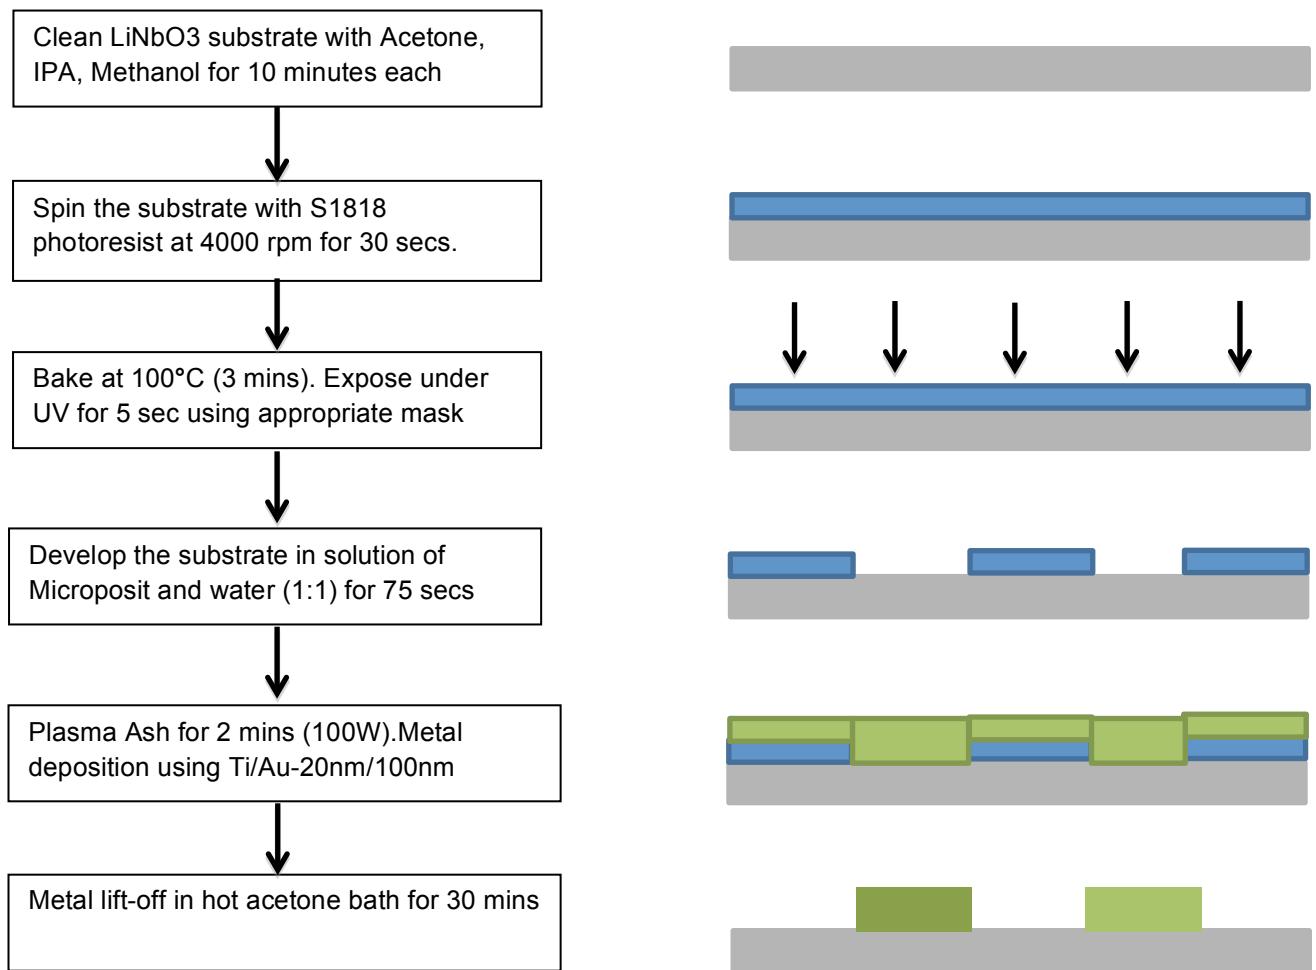 Clean LiNbO3 substrate with Acetone,
IPA, Methanol for 10 minutes each
Spin the substrate with S1818
photoresist at 4000 rpm for 30 secs.
Bake at 100°C (3 mins). Expose under
UV for 5 sec using appropriate mask
Develop the substrate in solution of
Microposit and water (1:1) for 75 secs
Plasma Ash for 2 mins (100W).Metal
deposition using Ti/Au-20nm/100nm
Metal lift-off in hot acetone bath for 30 mins